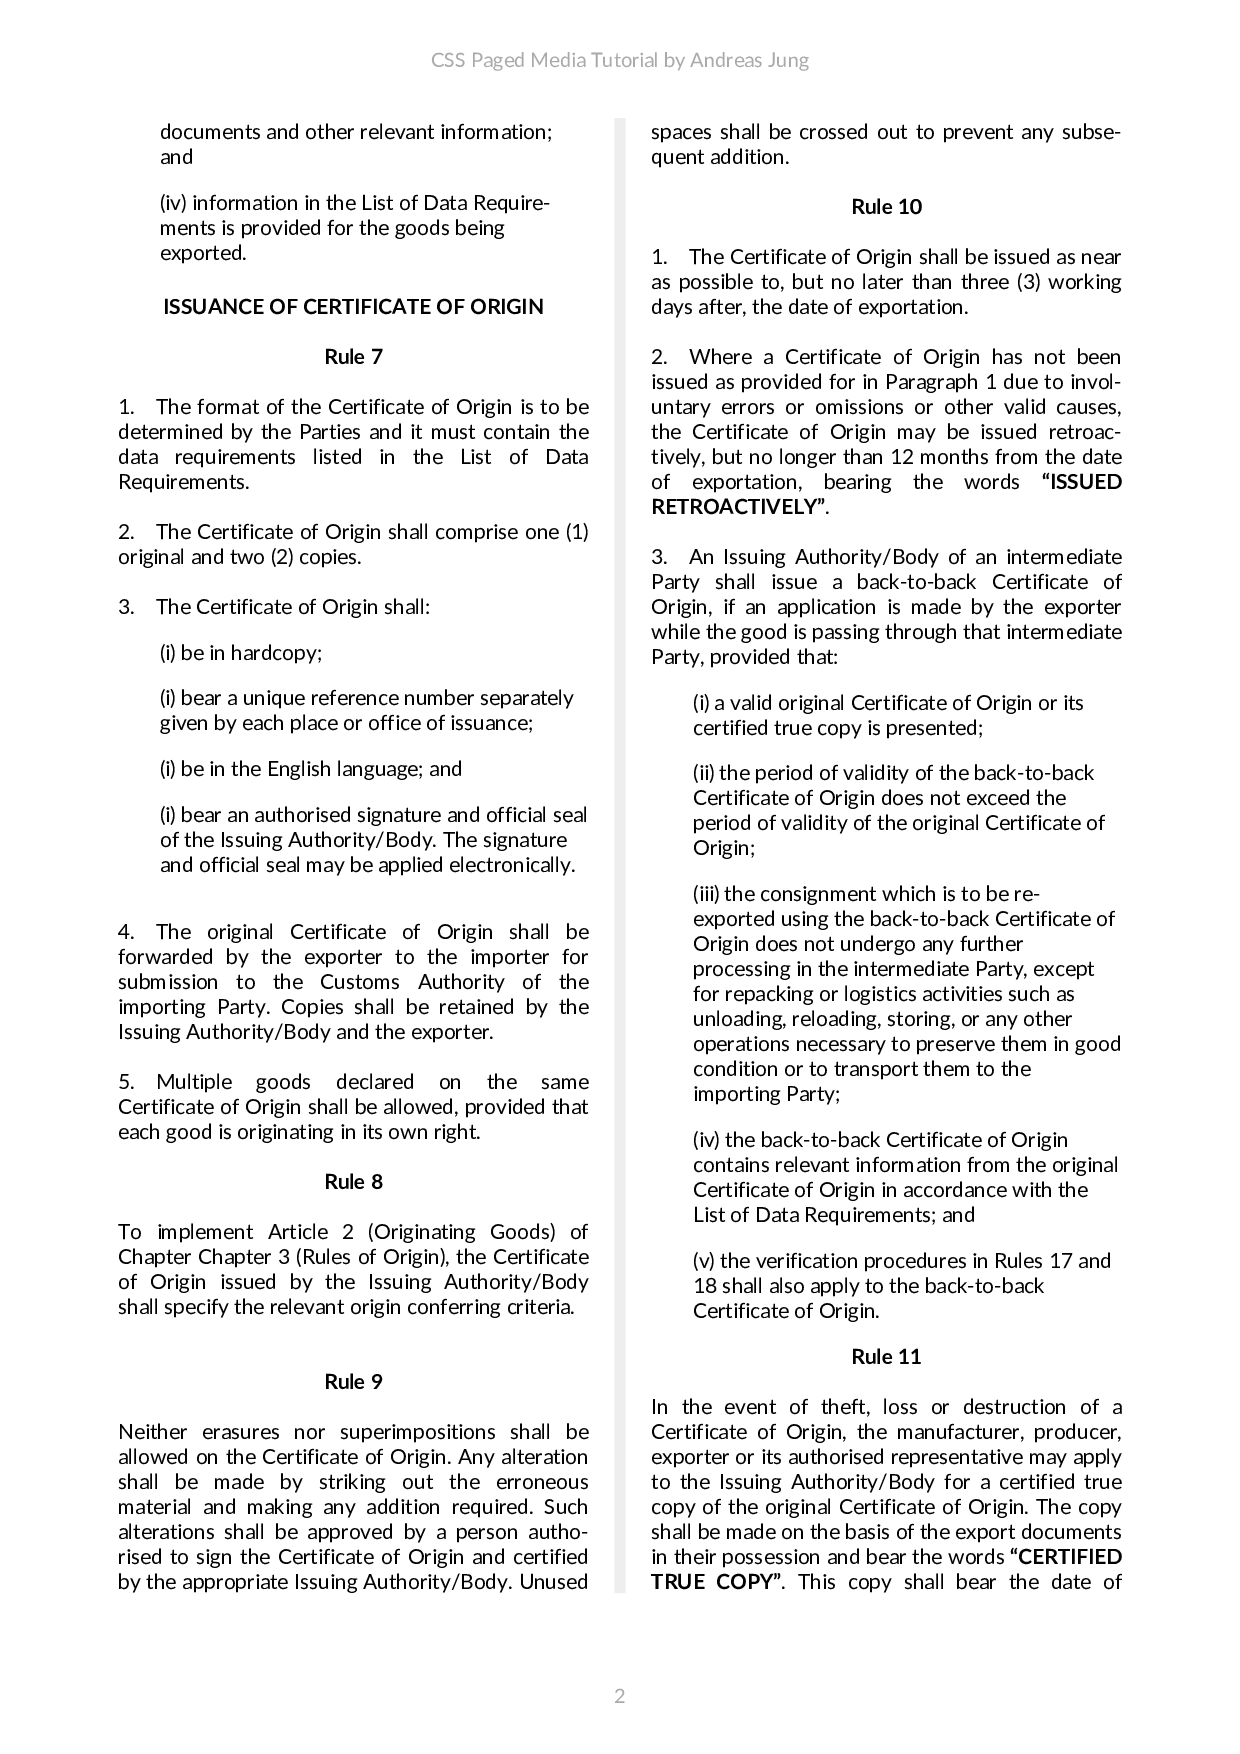 CSS Paged Media Tutorial by Andreas Jung
documents and other relevant information;
and
(iv) information in the List of Data Require-
ments is provided for the goods being
exported.
ISSUANCE OF CERTIFICATE OF ORIGIN
Rule 7
1. The format of the Certificate of Origin is to be
determined by the Parties and it must contain the
data requirements listed in the List of Data
Requirements.
2. The Certificate of Origin shall comprise one (1)
original and two (2) copies.
3. The Certificate of Origin shall:
(i) be in hardcopy;
(i) bear a unique reference number separately
given by each place or office of issuance;
(i) be in the English language; and
(i) bear an authorised signature and official seal
of the Issuing Authority/Body. The signature
and official seal may be applied electronically.
4. The original Certificate of Origin shall be
forwarded by the exporter to the importer for
submission to the Customs Authority of the
importing Party. Copies shall be retained by the
Issuing Authority/Body and the exporter.
5. Multiple goods declared on the same
Certificate of Origin shall be allowed, provided that
each good is originating in its own right.
Rule 8
To implement Article 2 (Originating Goods) of
Chapter Chapter 3 (Rules of Origin), the Certificate
of Origin issued by the Issuing Authority/Body
shall specify the relevant origin conferring criteria.
Rule 9
Neither erasures nor superimpositions shall be
allowed on the Certificate of Origin. Any alteration
shall be made by striking out the erroneous
material and making any addition required. Such
alterations shall be approved by a person autho-
rised to sign the Certificate of Origin and certified
by the appropriate Issuing Authority/Body. Unused
spaces shall be crossed out to prevent any subse-
quent addition.
Rule 10
1. The Certificate of Origin shall be issued as near
as possible to, but no later than three (3) working
days after, the date of exportation.
2. Where a Certificate of Origin has not been
issued as provided for in Paragraph 1 due to invol-
untary errors or omissions or other valid causes,
the Certificate of Origin may be issued retroac-
tively, but no longer than 12 months from the date
of exportation, bearing the words “ISSUED
RETROACTIVELY”.
3. An Issuing Authority/Body of an intermediate
Party shall issue a back-to-back Certificate of
Origin, if an application is made by the exporter
while the good is passing through that intermediate
Party, provided that:
(i) a valid original Certificate of Origin or its
certified true copy is presented;
(ii) the period of validity of the back-to-back
Certificate of Origin does not exceed the
period of validity of the original Certificate of
Origin;
(iii) the consignment which is to be re-
exported using the back-to-back Certificate of
Origin does not undergo any further
processing in the intermediate Party, except
for repacking or logistics activities such as
unloading, reloading, storing, or any other
operations necessary to preserve them in good
condition or to transport them to the
importing Party;
(iv) the back-to-back Certificate of Origin
contains relevant information from the original
Certificate of Origin in accordance with the
List of Data Requirements; and
(v) the verification procedures in Rules 17 and
18 shall also apply to the back-to-back
Certificate of Origin.
Rule 11
In the event of theft, loss or destruction of a
Certificate of Origin, the manufacturer, producer,
exporter or its authorised representative may apply
to the Issuing Authority/Body for a certified true
copy of the original Certificate of Origin. The copy
shall be made on the basis of the export documents
in their possession and bear the words “CERTIFIED
TRUE COPY”. This copy shall bear the date of
2